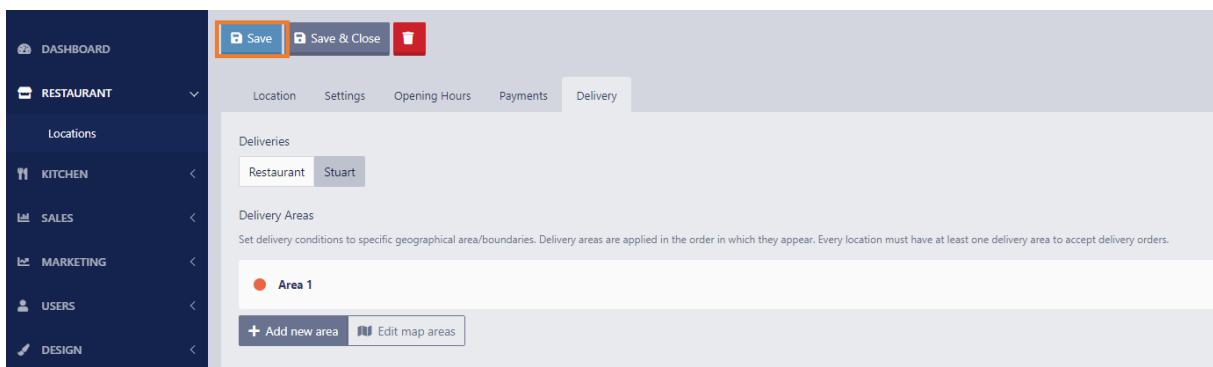 DASHBOARD
RESTAURANT
Locations
KITCHEN
SALES
MARKETING
USERS
DESIGN
Save Save & Close
Location Settings Opening Hours Payments Delivery
Deliveries
Restaurant Stuart
Delivery Areas
Set delivery conditions to specific geographical area/boundaries. Delivery areas are applied in the order in which they appear. Every location must have at least one delivery area to accept delivery orders.
Area 1
+ Add new area Edit map areas